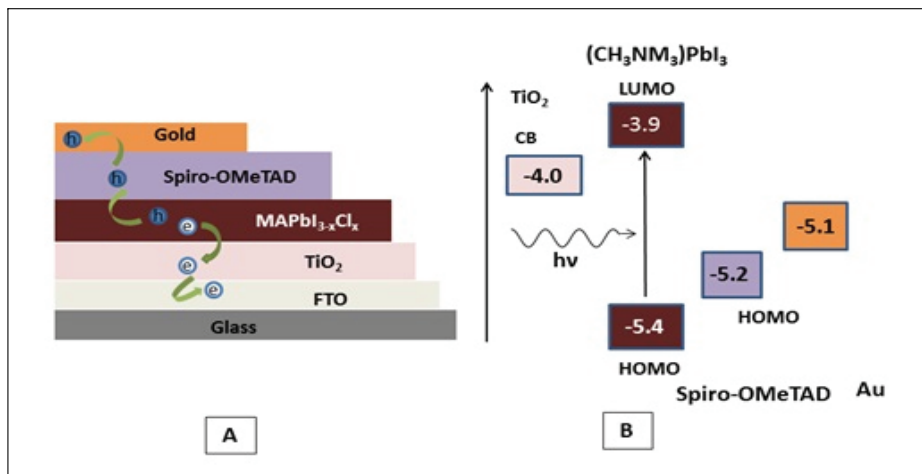 Gold
h
Spiro-OMeTAD
h
h
MAPbI₃₋ₓClₓ
e
TiO₂
e
e
FTO
Glass
A
(CH₃NM₃)PbI₃
LUMO
TiO₂
-3.9
CB
-4.0
hν
-5.1
-5.2
HOMO
-5.4
HOMO
Spiro-OMeTAD Au
B